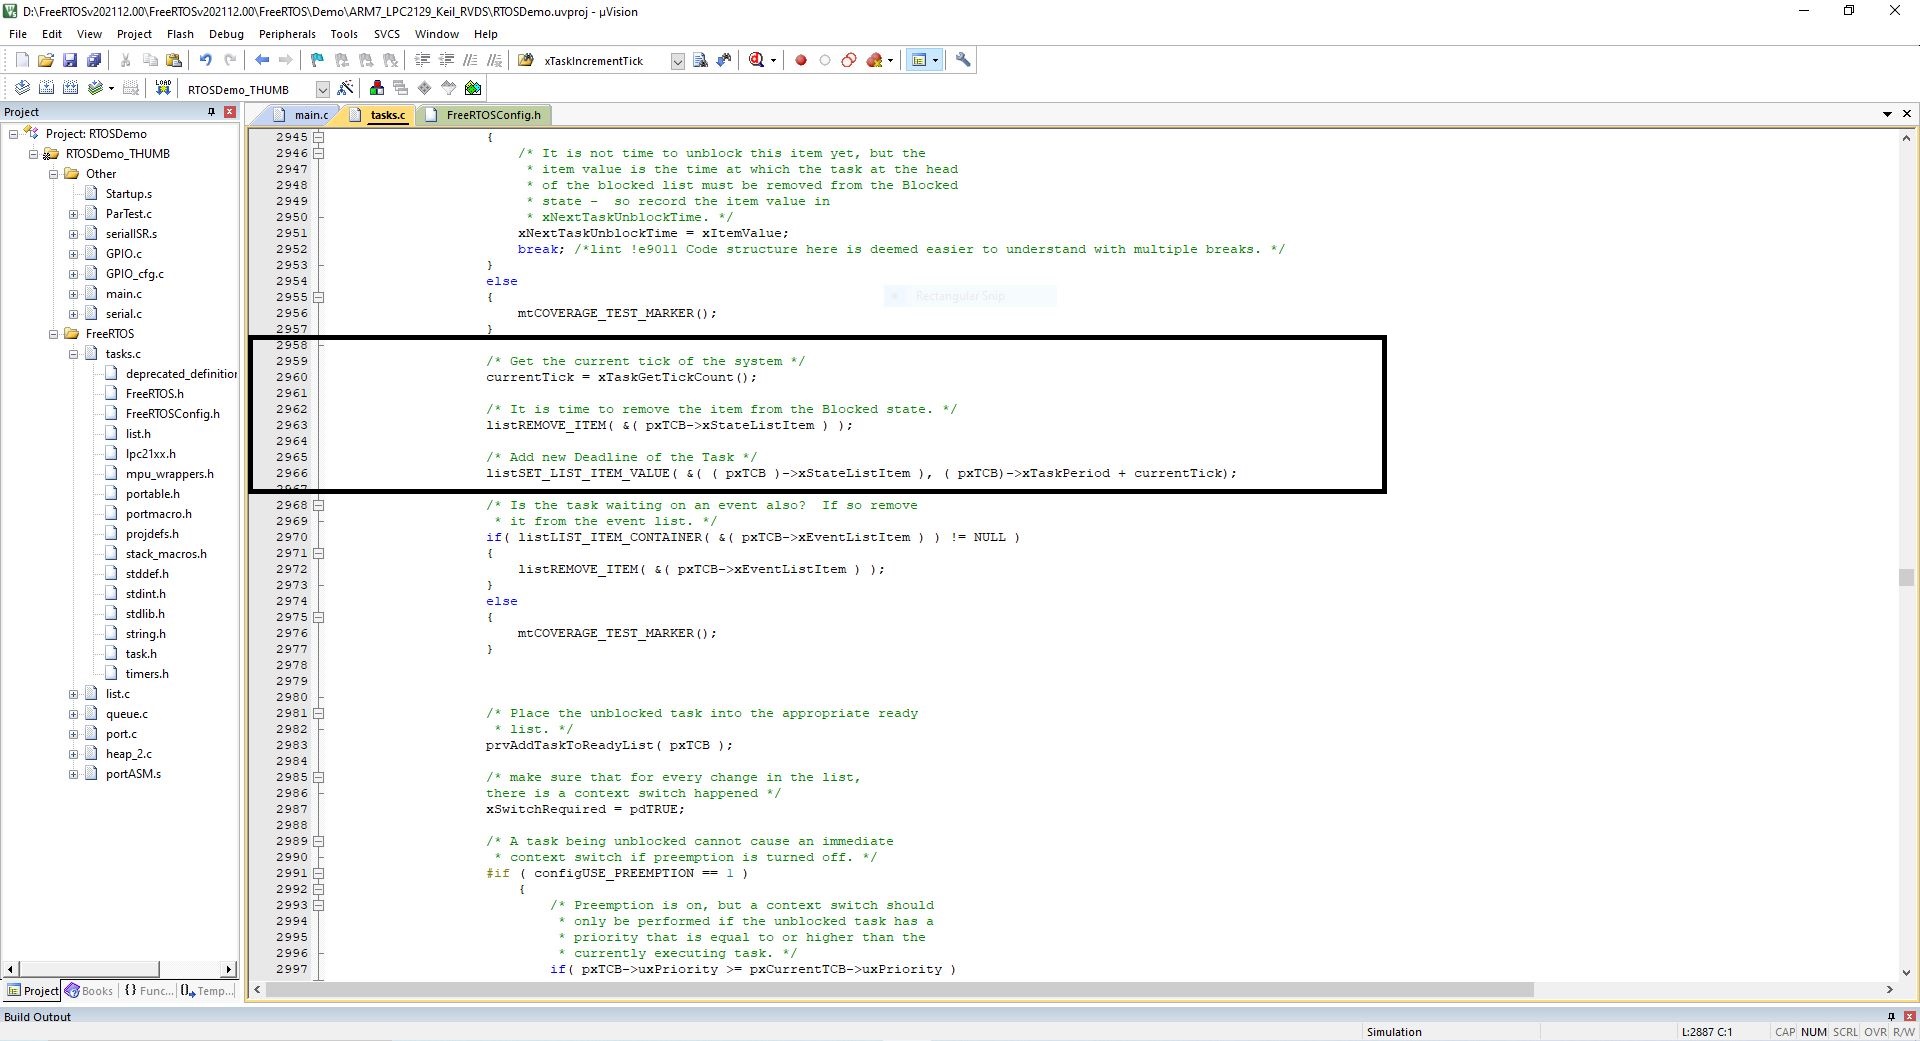 D:\FreeRTOSv202112.00\FreeRTOSv202112.00\FreeRTOS\Demo\ARM7_LPC2129_Keil_RVDS\RTOSDemo.uvproj - µVision
File Edit View Project Flash Debug Peripherals Tools SVCS Window Help
xTaskIncrementTick
LOAD RTOSDemo_THUMB
Project
Project: RTOSDemo
RTOSDemo_THUMB
Other
Startup.s
ParTest.c
serialISR.s
GPIO.c
GPIO_cfg.c
main.c
serial.c
FreeRTOS
tasks.c
deprecated_definition
FreeRTOS.h
FreeRTOSConfig.h
list.h
lpc21xx.h
mpu_wrappers.h
portable.h
portmacro.h
projdefs.h
stack_macros.h
stddef.h
stdint.h
stdlib.h
string.h
task.h
timers.h
list.c
queue.c
port.c
heap_2.c
portASM.s
Project Books {} Func... Temp...
main.c tasks.c FreeRTOSConfig.h
2945 {
2946 /* It is not time to unblock this item yet, but the
2947 * item value is the time at which the task at the head
2948 * of the blocked list must be removed from the Blocked
2949 * state - so record the item value in
2950 * xNextTaskUnblockTime. */
2951 xNextTaskUnblockTime = xItemValue;
2952 break; /*lint !e9011 Code structure here is deemed easier to understand with multiple breaks. */
2953 }
2954 else
2955 {
Rectangular Snip
2956 mtCOVERAGE_TEST_MARKER();
2957 }
2958
2959 /* Get the current tick of the system */
2960 currentTick = xTaskGetTickCount();
2961
2962 /* It is time to remove the item from the Blocked state. */
2963 listREMOVE_ITEM( &( pxTCB->xStateListItem ) );
2964
2965 /* Add new Deadline of the Task */
2966 listSET_LIST_ITEM_VALUE( &( ( pxTCB )->xStateListItem ), ( pxTCB)->xTaskPeriod + currentTick);
2967
2968 /* Is the task waiting on an event also? If so remove
2969 * it from the event list. */
2970 if( listLIST_ITEM_CONTAINER( &( pxTCB->xEventListItem ) ) != NULL )
2971 {
2972 listREMOVE_ITEM( &( pxTCB->xEventListItem ) );
2973 }
2974 else
2975 {
2976 mtCOVERAGE_TEST_MARKER();
2977 }
2978
2979
2980
2981 /* Place the unblocked task into the appropriate ready
2982 * list. */
2983 prvAddTaskToReadyList( pxTCB );
2984
2985 /* make sure that for every change in the list,
2986 there is a context switch happened */
2987 xSwitchRequired = pdTRUE;
2988
2989 /* A task being unblocked cannot cause an immediate
2990 * context switch if preemption is turned off. */
2991 #if ( configUSE_PREEMPTION == 1 )
2992 {
2993 /* Preemption is on, but a context switch should
2994 * only be performed if the unblocked task has a
2995 * priority that is equal to or higher than the
2996 * currently executing task. */
2997 if( pxTCB->uxPriority >= pxCurrentTCB->uxPriority )
Build Output
Simulation L:2887 C:1 CAP NUM SCRL OVR R/W